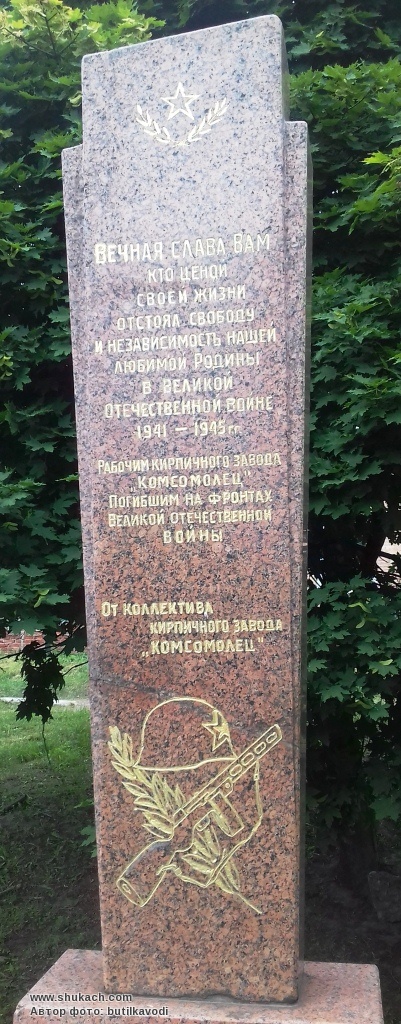 ВЕЧНАЯ СЛАВА ВАМ
КТО ЦЕНОЙ
СВОЕЙ ЖИЗНИ
ОТСТОЯЛ СВОБОДУ
И НЕЗАВИСИМОСТЬ НАШЕЙ
ЛЮБИМОЙ РОДИНЫ
В ВЕЛИКОЙ
ОТЕЧЕСТВЕННОЙ ВОЙНЕ
1941 – 1945 г.г.
РАБОЧИМ КИРПИЧНОГО ЗАВОДА
„КОМСОМОЛЕЦ"
ПОГИБШИМ НА ФРОНТАХ
ВЕЛИКОЙ ОТЕЧЕСТВЕННОЙ
ВОЙНЫ
ОТ КОЛЛЕКТИВА
КИРПИЧНОГО ЗАВОДА
„КОМСОМОЛЕЦ"
www.shukach.com
Автор фото: butilkavodi